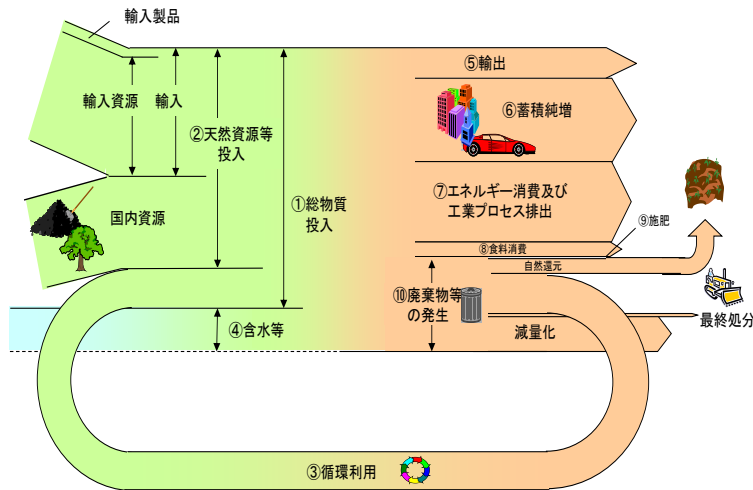 輸入製品
輸入資源
輸入
②天然資源等
投入
国内資源
①総物質
投入
④含水等
⑤輸出
⑥蓄積純増
⑦エネルギー消費及び
工業プロセス排出
⑧食料消費
⑨施肥
自然還元
⑩廃棄物等
の発生
減量化
最終処分
③循環利用